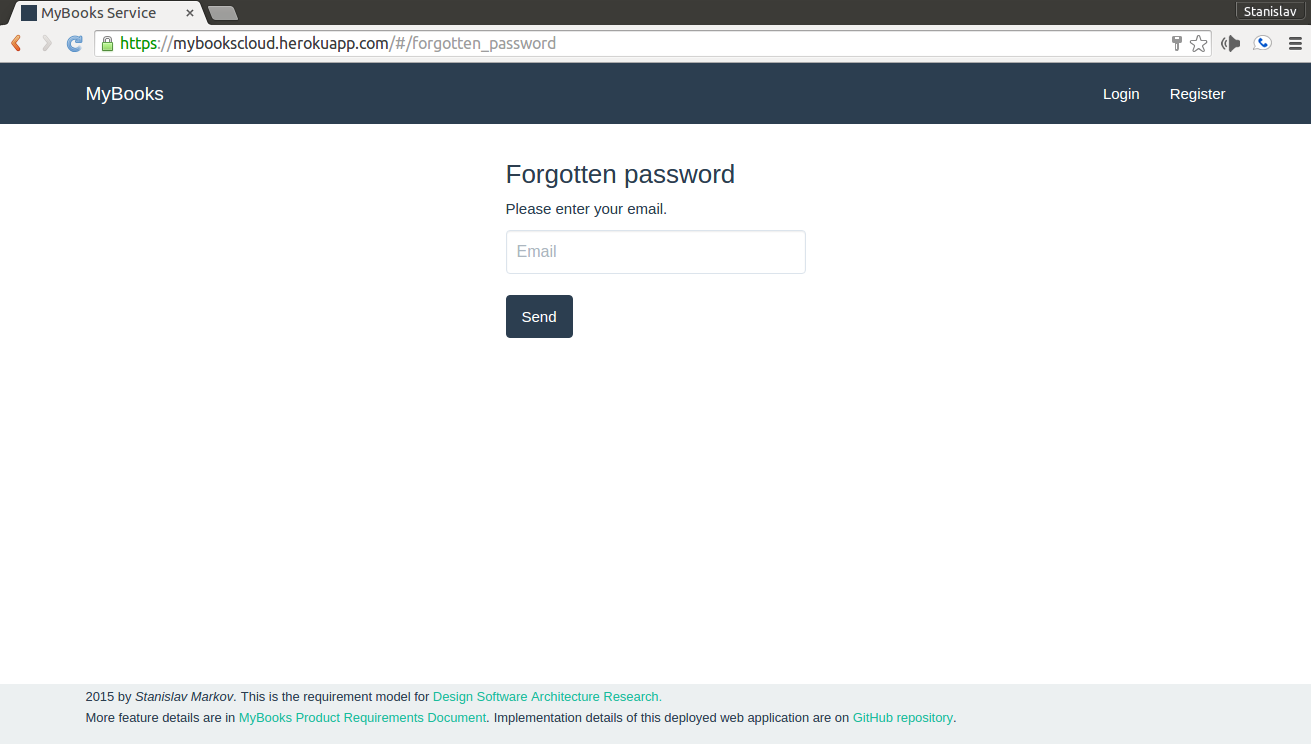 MyBooks Service
Stanislav
https://mybookscloud.herokuapp.com/#/forgotten_password
MyBooks
Login
Register
Forgotten password
Please enter your email.
Email
Send
2015 by Stanislav Markov. This is the requirement model for Design Software Architecture Research.
More feature details are in MyBooks Product Requirements Document. Implementation details of this deployed web application are on GitHub repository.